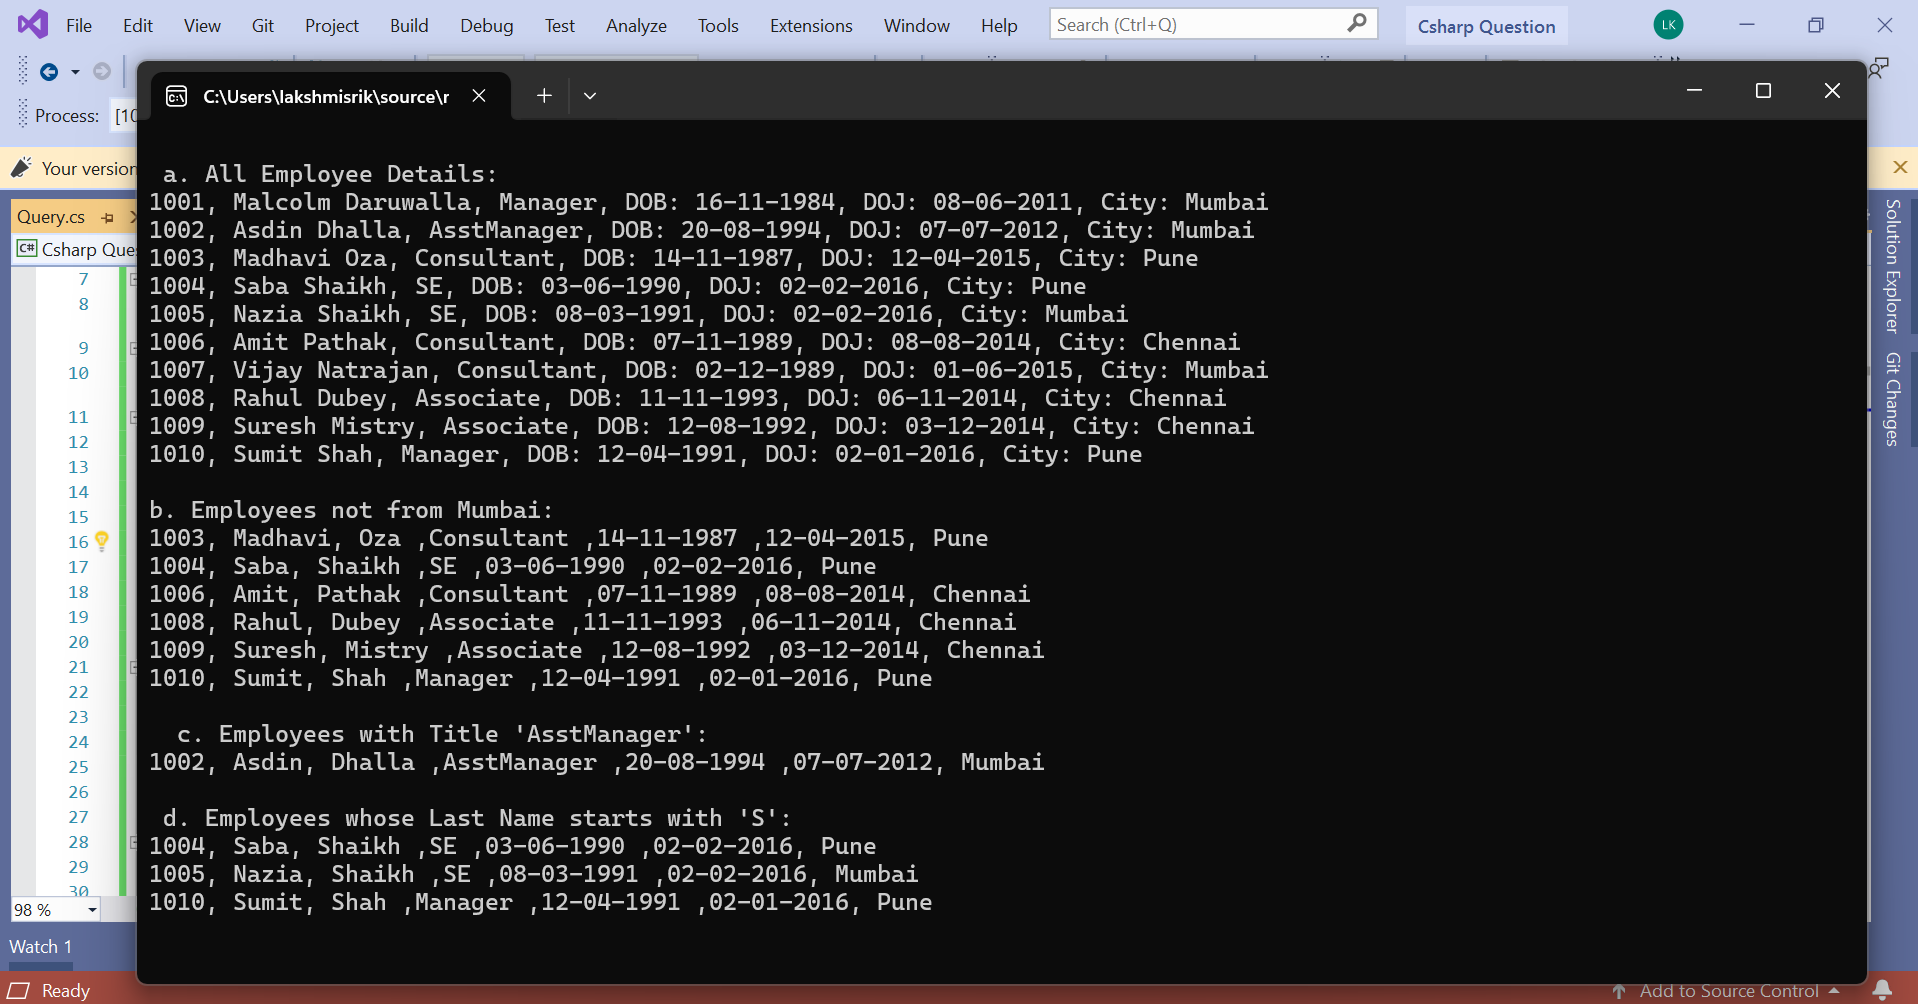 File Edit View Git Project Build Debug Test Analyze Tools Extensions Window Help Search (Ctrl+Q) Csharp Question LK
Process: [10
C:\Users\lakshmisrik\source\r
Your version
Query.cs
C# Csharp Ques
7
8
9
10
11
12
13
14
15
16
17
18
19
20
21
22
23
24
25
26
27
28
29
30
98 %
Watch 1
Ready
a. All Employee Details:
1001, Malcolm Daruwalla, Manager, DOB: 16-11-1984, DOJ: 08-06-2011, City: Mumbai
1002, Asdin Dhalla, AsstManager, DOB: 20-08-1994, DOJ: 07-07-2012, City: Mumbai
1003, Madhavi Oza, Consultant, DOB: 14-11-1987, DOJ: 12-04-2015, City: Pune
1004, Saba Shaikh, SE, DOB: 03-06-1990, DOJ: 02-02-2016, City: Pune
1005, Nazia Shaikh, SE, DOB: 08-03-1991, DOJ: 02-02-2016, City: Mumbai
1006, Amit Pathak, Consultant, DOB: 07-11-1989, DOJ: 08-08-2014, City: Chennai
1007, Vijay Natrajan, Consultant, DOB: 02-12-1989, DOJ: 01-06-2015, City: Mumbai
1008, Rahul Dubey, Associate, DOB: 11-11-1993, DOJ: 06-11-2014, City: Chennai
1009, Suresh Mistry, Associate, DOB: 12-08-1992, DOJ: 03-12-2014, City: Chennai
1010, Sumit Shah, Manager, DOB: 12-04-1991, DOJ: 02-01-2016, City: Pune
b. Employees not from Mumbai:
1003, Madhavi, Oza ,Consultant ,14-11-1987 ,12-04-2015, Pune
1004, Saba, Shaikh ,SE ,03-06-1990 ,02-02-2016, Pune
1006, Amit, Pathak ,Consultant ,07-11-1989 ,08-08-2014, Chennai
1008, Rahul, Dubey ,Associate ,11-11-1993 ,06-11-2014, Chennai
1009, Suresh, Mistry ,Associate ,12-08-1992 ,03-12-2014, Chennai
1010, Sumit, Shah ,Manager ,12-04-1991 ,02-01-2016, Pune
c. Employees with Title 'AsstManager':
1002, Asdin, Dhalla ,AsstManager ,20-08-1994 ,07-07-2012, Mumbai
d. Employees whose Last Name starts with 'S':
1004, Saba, Shaikh ,SE ,03-06-1990 ,02-02-2016, Pune
1005, Nazia, Shaikh ,SE ,08-03-1991 ,02-02-2016, Mumbai
1010, Sumit, Shah ,Manager ,12-04-1991 ,02-01-2016, Pune
Solution Explorer
Git Changes
Add to Source Control